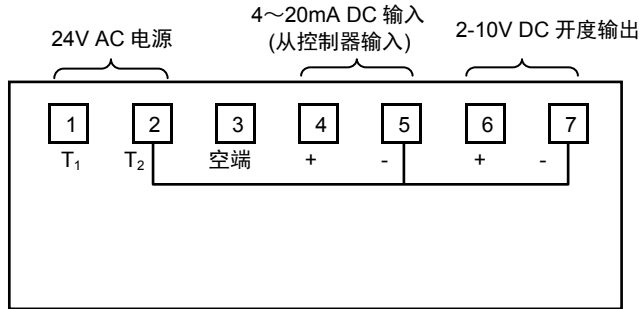 24V AC 电源
4～20mA DC 输入
(从控制器输入)
2-10V DC 开度输出
1 2 3 4 5 6 7
T₁ T₂ 空端 + - + -